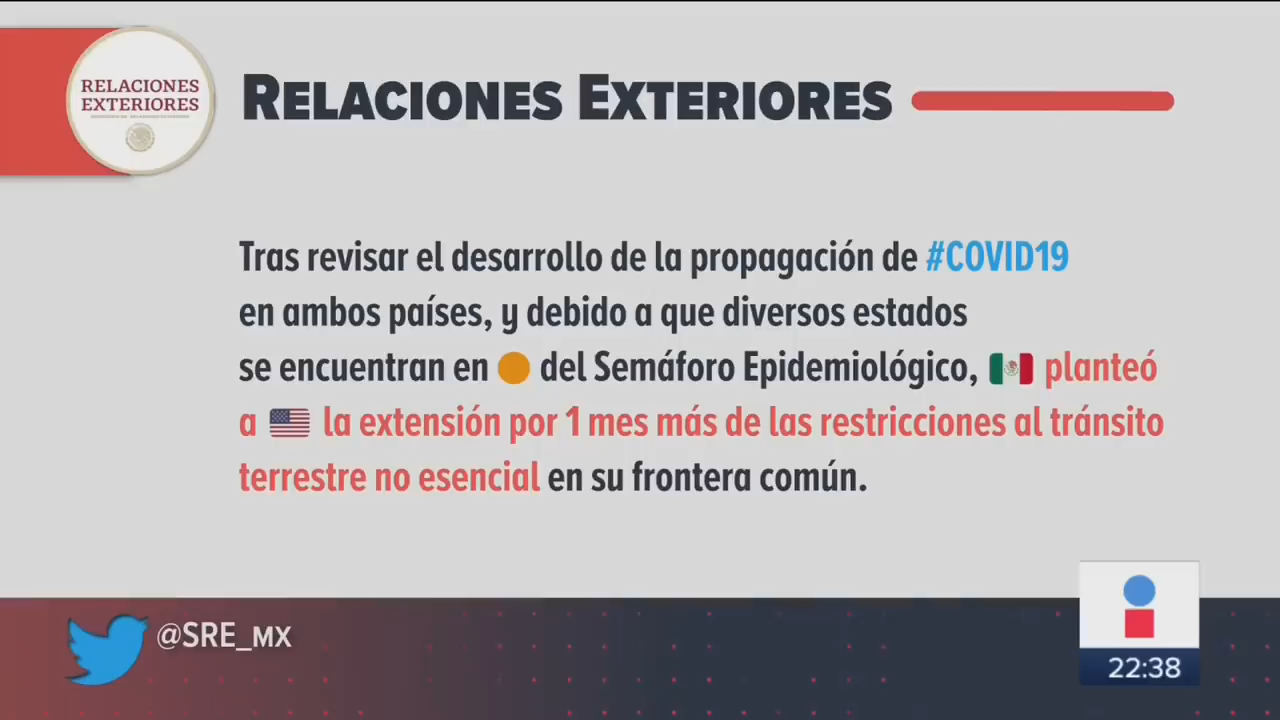 RELACIONES
EXTERIORES
RELACIONES EXTERIORES
Tras revisar el desarrollo de la propagación de #COVID19
en ambos países, y debido a que diversos estados
se encuentran en 🟠 del Semáforo Epidemiológico, 🇲🇽 planteó
a 🇺🇸 la extensión por 1 mes más de las restricciones al tránsito
terrestre no esencial en su frontera común.
@SRE_MX
22:38